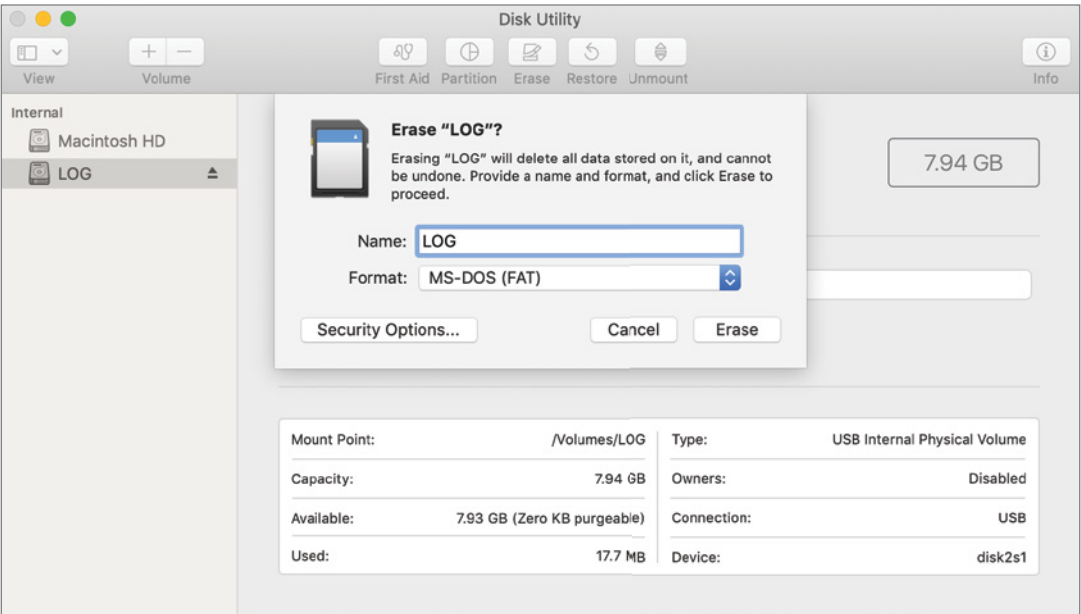 Disk Utility
View
Volume
First Aid Partition Erase Restore Unmount
Info
Internal
Macintosh HD
LOG
Erase “LOG”?
Erasing “LOG” will delete all data stored on it, and cannot
be undone. Provide a name and format, and click Erase to
proceed.
Name: LOG
Format: MS-DOS (FAT)
Security Options... Cancel Erase
7.94 GB
Mount Point: /Volumes/LOG Type: USB Internal Physical Volume
Capacity: 7.94 GB Owners: Disabled
Available: 7.93 GB (Zero KB purgeable) Connection: USB
Used: 17.7 MB Device: disk2s1